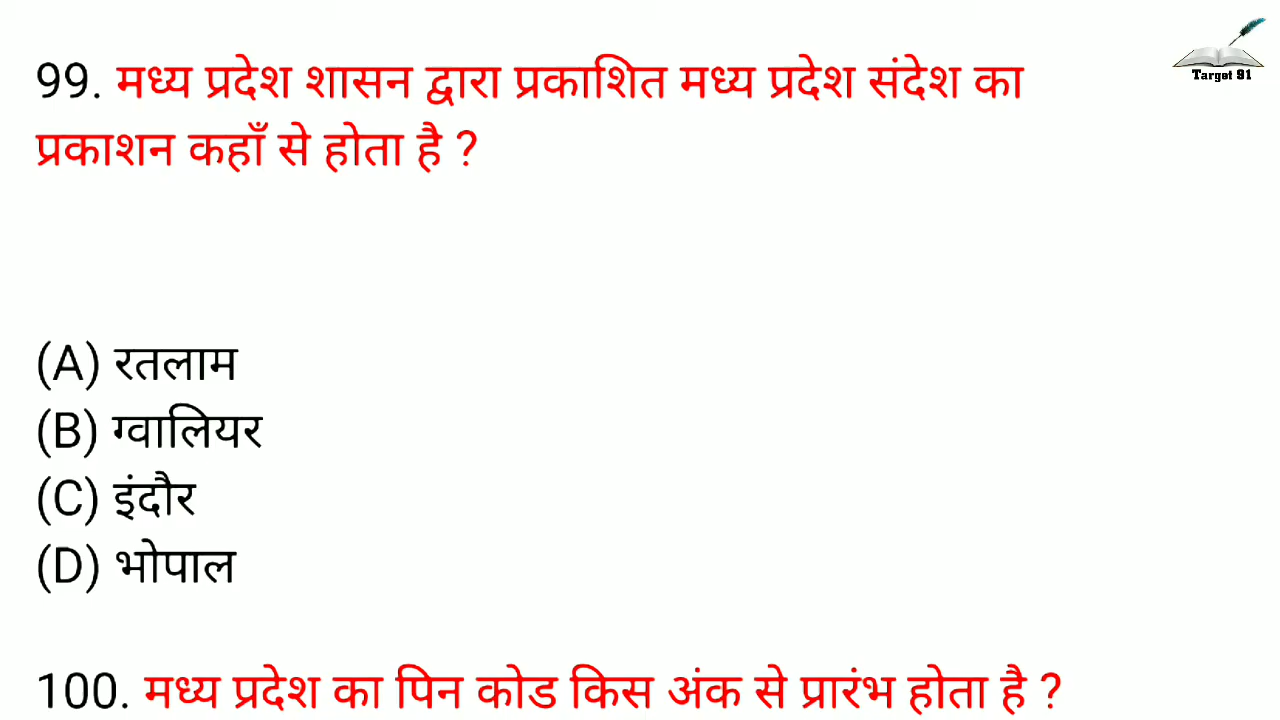 Target 91
99. मध्य प्रदेश शासन द्वारा प्रकाशित मध्य प्रदेश संदेश का
प्रकाशन कहाँ से होता है ?
(A) रतलाम
(B) ग्वालियर
(C) इंदौर
(D) भोपाल
100. मध्य प्रदेश का पिन कोड किस अंक से प्रारंभ होता है ?